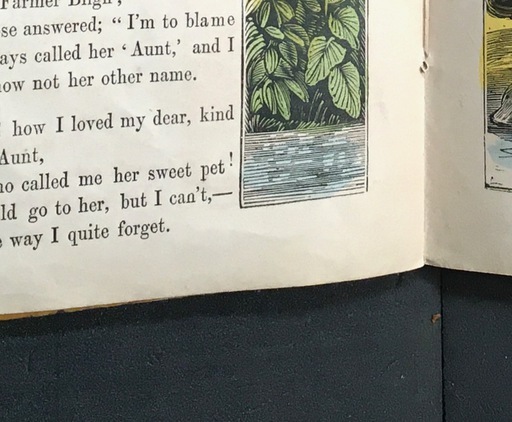 Farmer Bligh,
se answered; "I'm to blame
ays called her 'Aunt,' and I
ow not her other name.
how I loved my dear, kind
Aunt,
o called me her sweet pet!
ld go to her, but I can't,—
way I quite forget.